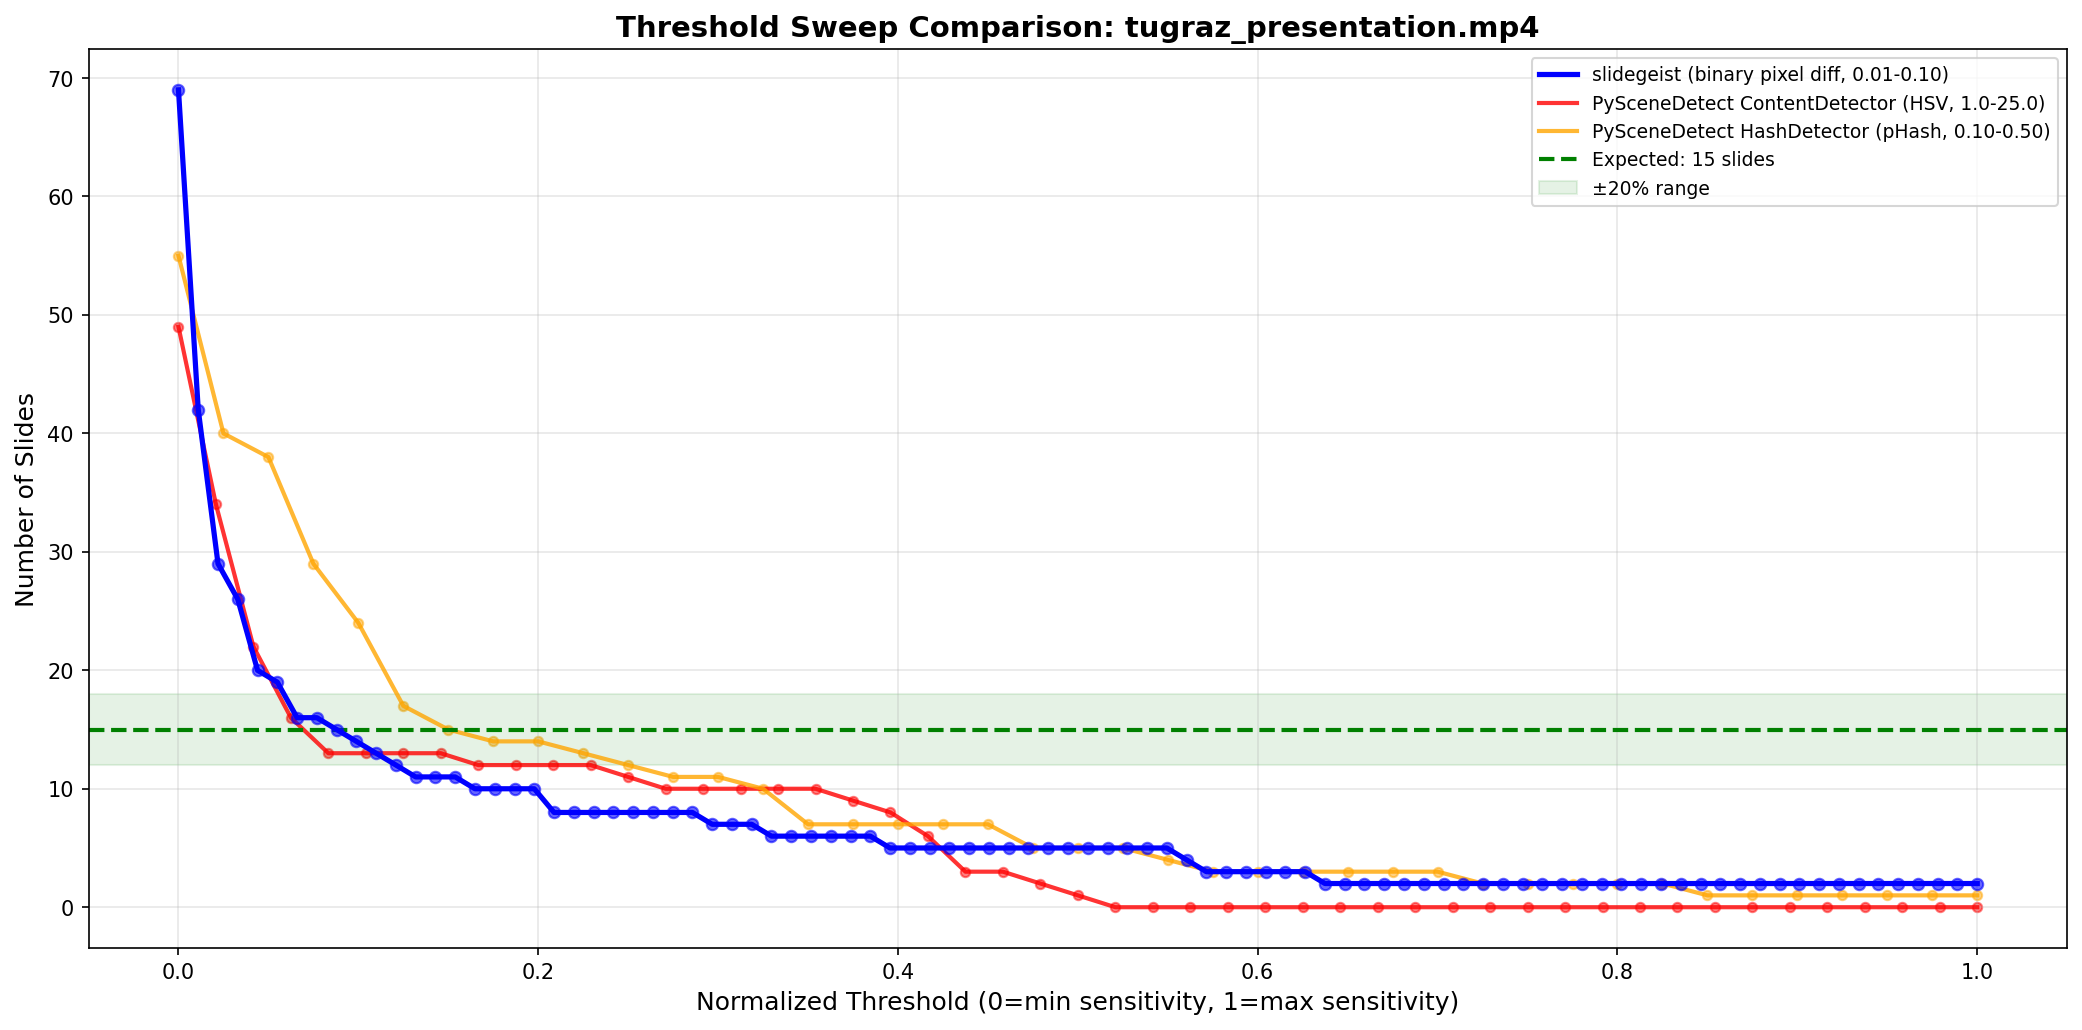 Threshold Sweep Comparison: tugraz_presentation.mp4
70
60
50
40
30
20
10
0
Number of Slides
slidegeist (binary pixel diff, 0.01-0.10)
PySceneDetect ContentDetector (HSV, 1.0-25.0)
PySceneDetect HashDetector (pHash, 0.10-0.50)
Expected: 15 slides
±20% range
0.0 0.2 0.4 0.6 0.8 1.0
Normalized Threshold (0=min sensitivity, 1=max sensitivity)